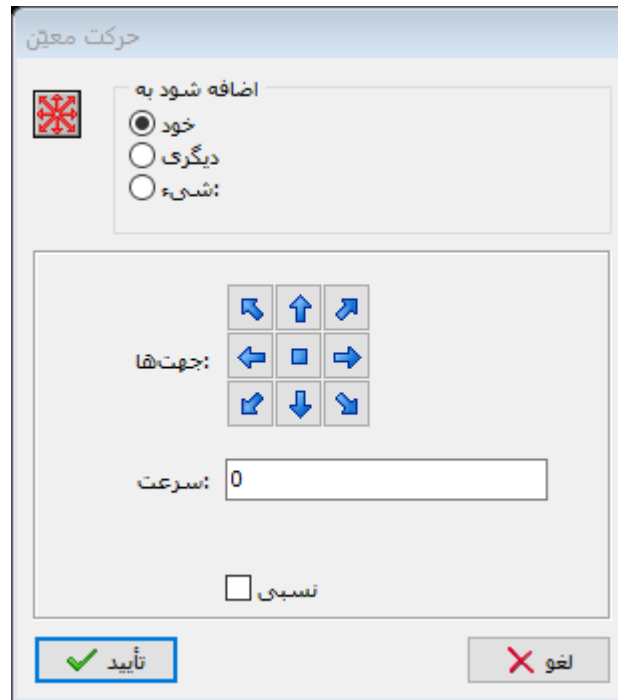 حرکت معیّن
اضافه شود به
خود
دیگری
شیء:
جهت‌ها:
سرعت:
0
نسبی
تأیید
لغو